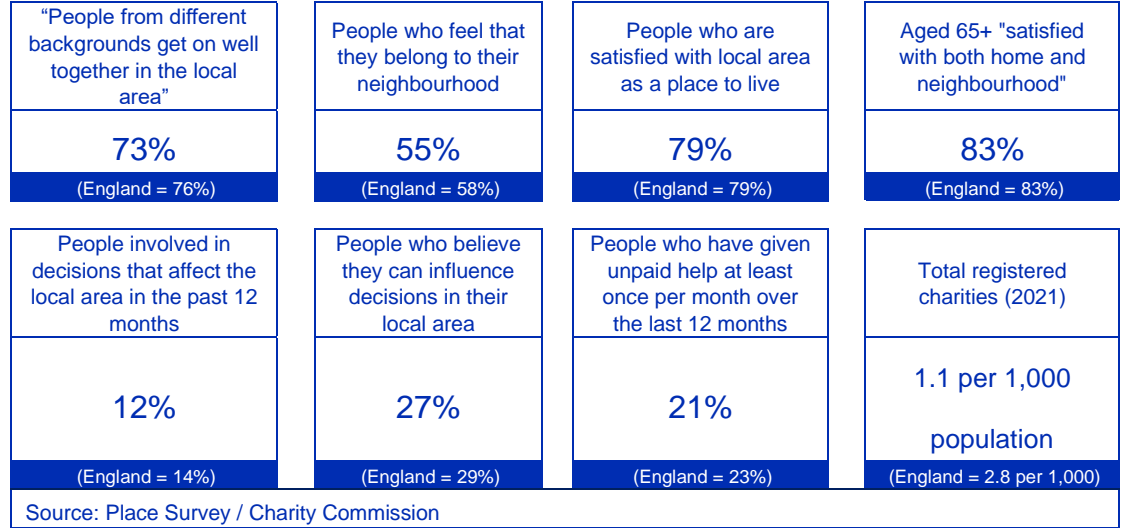 “People from different
backgrounds get on well
together in the local
area”
73%
(England = 76%)
People who feel that
they belong to their
neighbourhood
55%
(England = 58%)
People who are
satisfied with local area
as a place to live
79%
(England = 79%)
Aged 65+ "satisfied
with both home and
neighbourhood"
83%
(England = 83%)
People involved in
decisions that affect the
local area in the past 12
months
12%
(England = 14%)
People who believe
they can influence
decisions in their
local area
27%
(England = 29%)
People who have given
unpaid help at least
once per month over
the last 12 months
21%
(England = 23%)
Total registered
charities (2021)
1.1 per 1,000
population
(England = 2.8 per 1,000)
Source: Place Survey / Charity Commission